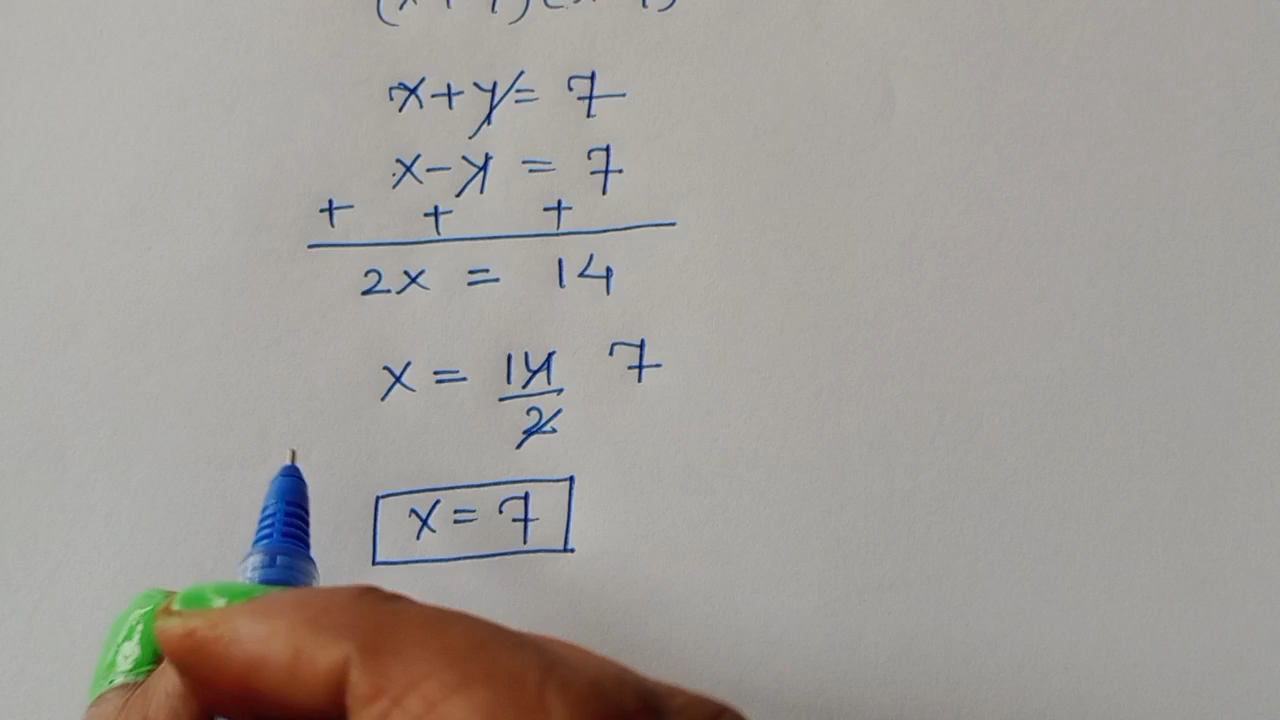 x+y= 7
x-y = 7
+ + +
2x = 14
x = 14/2 7
x= 7